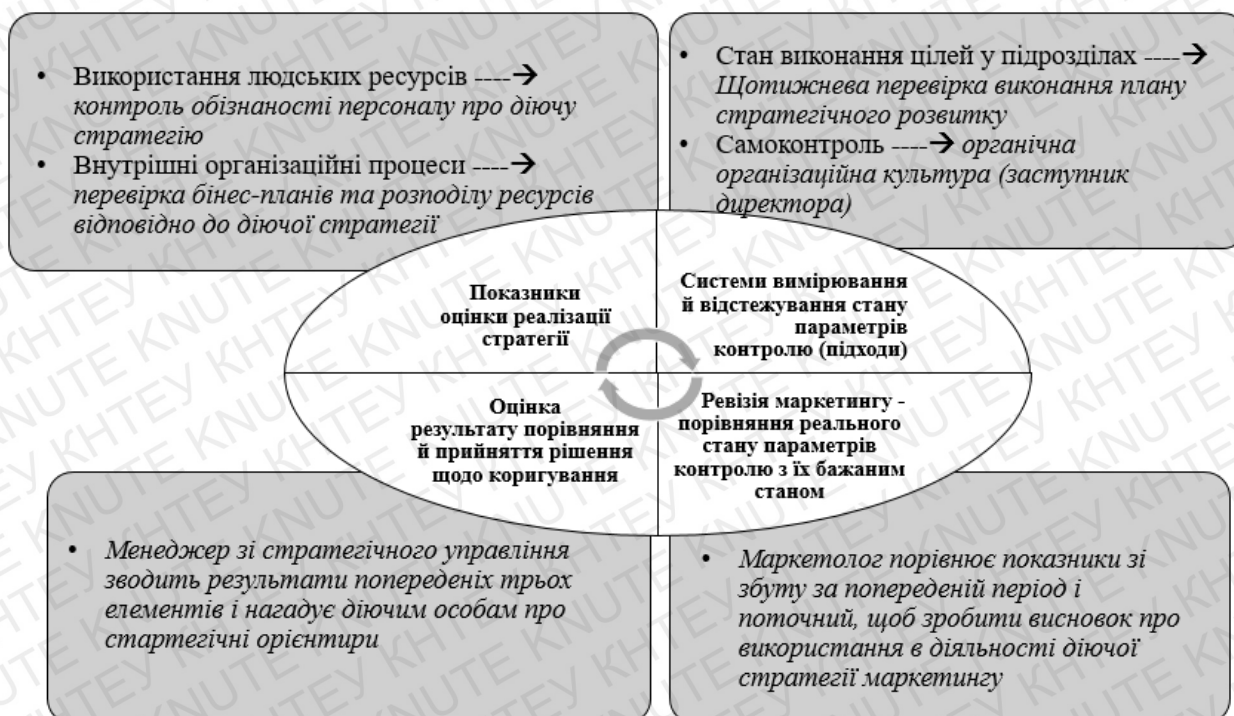 • Використання людських ресурсів ----→
контроль обізнаності персоналу про діючу
стратегію
• Внутрішні організаційні процеси ----→
перевірка бінес-планів та розподілу ресурсів
відповідно до діючої стратегії
• Стан виконання цілей у підрозділах ----→
Щотижнева перевірка виконання плану
стратегічного розвитку
• Самоконтроль ----→ органічна
організаційна культура (заступник
директора)
Показники
оцінки реалізації
стратегії
Системи вимірювання
й відстежування стану
параметрів
контролю (підходи)
Оцінка
результату порівняння
й прийняття рішення
щодо коригування
Ревізія маркетингу -
порівняння реального
стану параметрів
контролю з їх бажаним
станом
• Менеджер зі стратегічного управління
зводить результати попереденіх трьох
елементів і нагадує діючим особам про
стартегічні орієнтири
• Маркетолог порівнює показники зі
збуту за попереденій період і
поточний, щоб зробити висновок про
використання в діяльності діючої
стратегії маркетингу